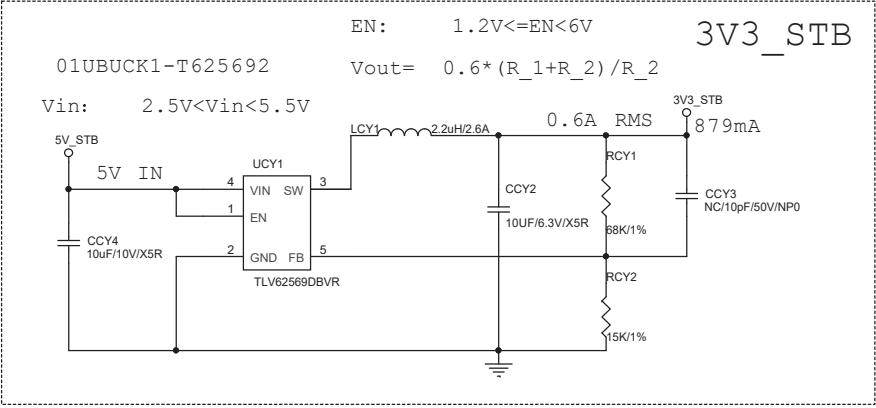 EN: 1.2V<=EN<6V
3V3_STB
01UBUCK1-T625692
Vout= 0.6*(R_1+R_2)/R_2
Vin: 2.5V<Vin<5.5V
3V3_STB
0.6A RMS
879mA
LCY1
2.2uH/2.6A
5V_STB
5V IN
UCY1
RCY1
4
VIN
SW
3
1
EN
CCY2
10UF/6.3V/X5R
CCY3
NC/10pF/50V/NP0
68K/1%
CCY4
10uF/10V/X5R
2
GND
FB
5
TLV62569DBVR
RCY2
15K/1%